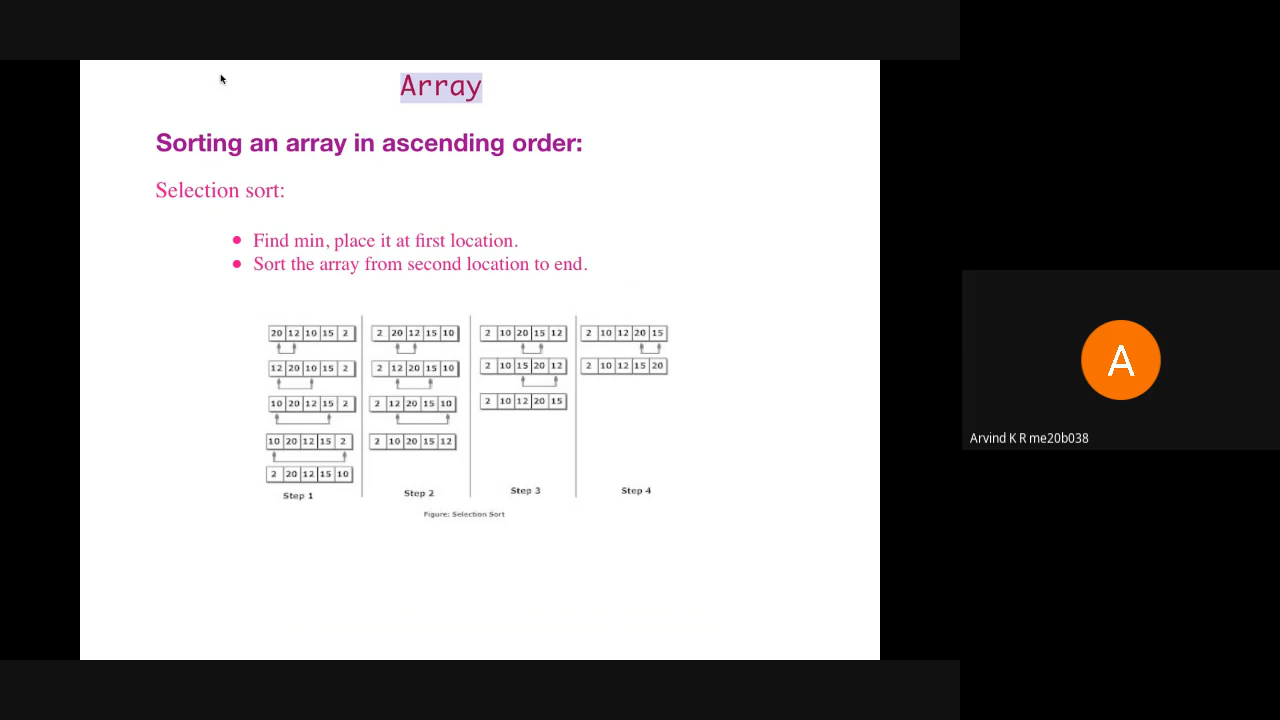 Array
Sorting an array in ascending order:
Selection sort:
● Find min, place it at first location.
● Sort the array from second location to end.
20 12 10 15 2
12 20 10 15 2
10 20 12 15 2
10 20 12 15 2
2 20 12 15 10
Step 1
2 20 12 15 10
2 12 20 15 10
2 12 20 15 10
2 10 20 15 12
Step 2
2 10 20 15 12
2 10 15 20 12
2 10 12 20 15
Step 3
2 10 12 20 15
2 10 12 15 20
Step 4
Figure: Selection Sort
A
Arvind K R me20b038